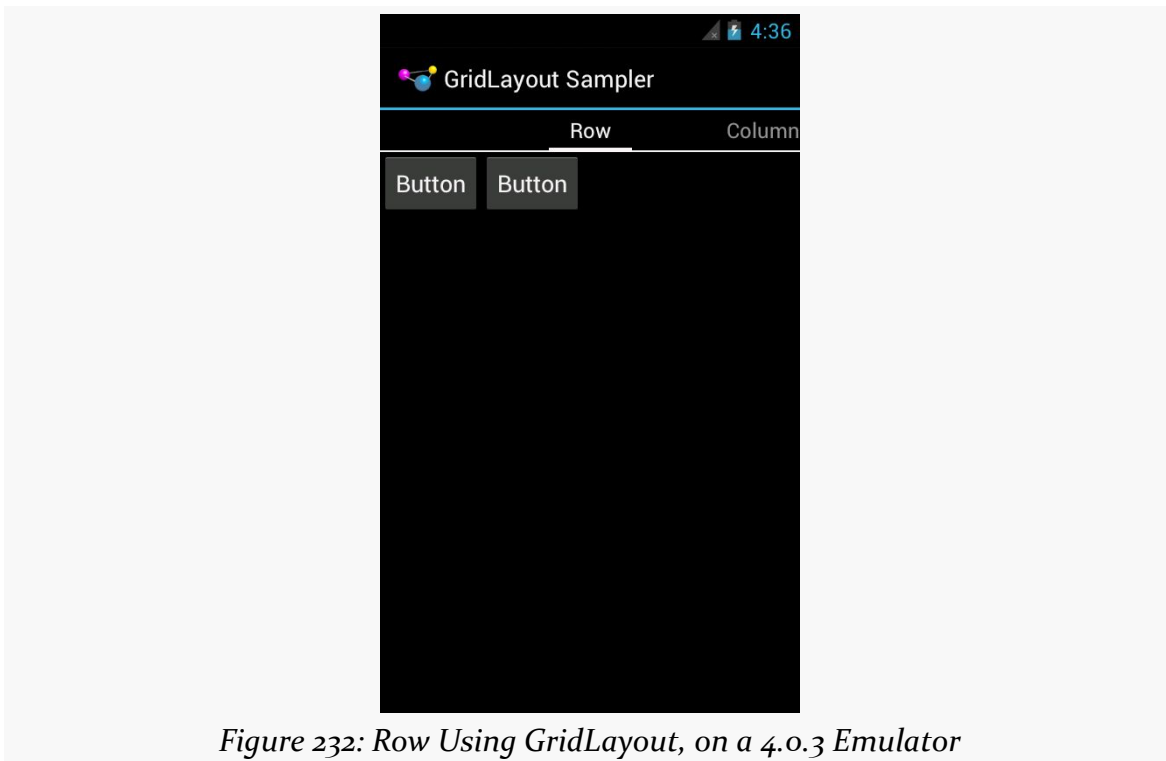 4:36
GridLayout Sampler
Row Column
Button Button
Figure 232: Row Using GridLayout, on a 4.0.3 Emulator